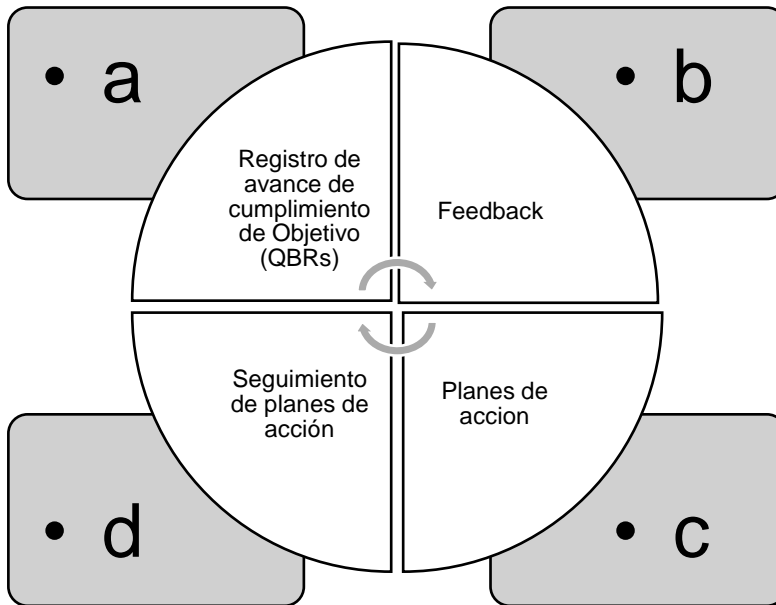 • a
• b
Registro de
avance de
cumplimiento
de Objetivo
(QBRs)
Feedback
Seguimiento
de planes de
acción
Planes de
accion
• d
• c